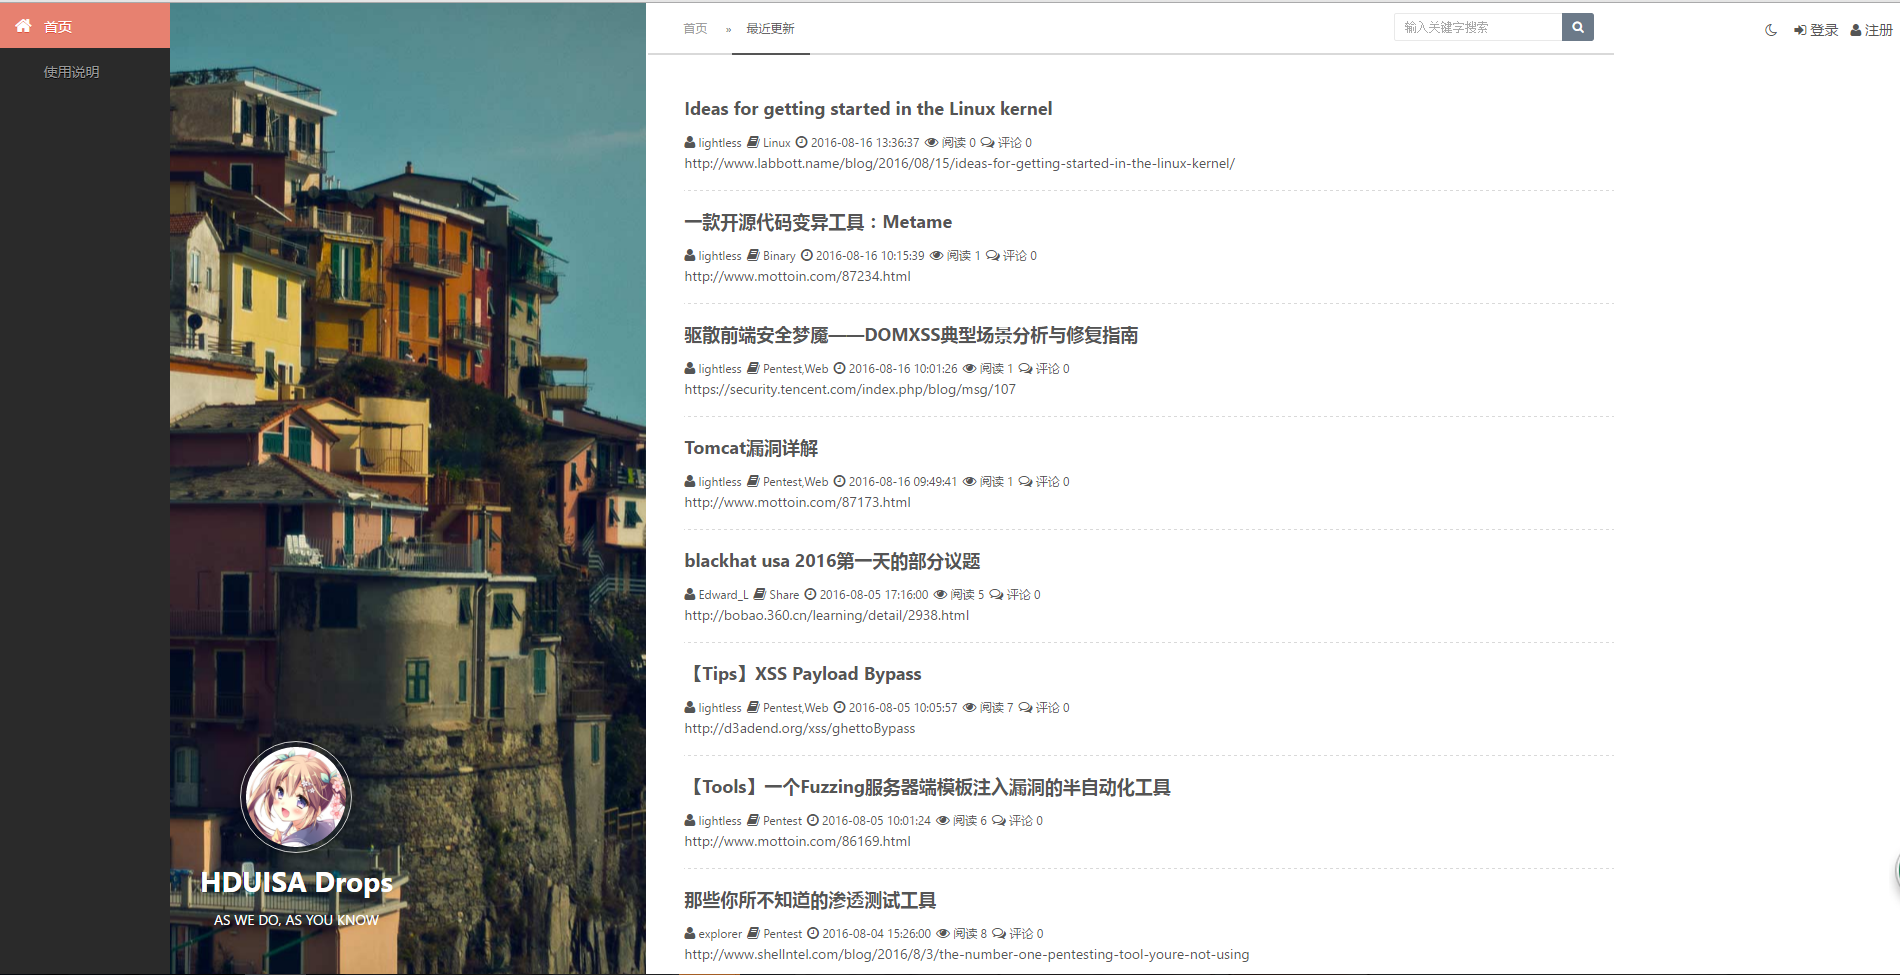 首页
使用说明
HDUISA Drops
AS WE DO, AS YOU KNOW
首页 » 最近更新
输入关键字搜索
登录 注册
Ideas for getting started in the Linux kernel
lightless Linux 2016-08-16 13:36:37 阅读 0 评论 0
http://www.labbott.name/blog/2016/08/15/ideas-for-getting-started-in-the-linux-kernel/
一款开源代码变异工具：Metame
lightless Binary 2016-08-16 10:15:39 阅读 1 评论 0
http://www.mottoin.com/87234.html
驱散前端安全梦魇——DOMXSS典型场景分析与修复指南
lightless Pentest,Web 2016-08-16 10:01:26 阅读 1 评论 0
https://security.tencent.com/index.php/blog/msg/107
Tomcat漏洞详解
lightless Pentest,Web 2016-08-16 09:49:41 阅读 1 评论 0
http://www.mottoin.com/87173.html
blackhat usa 2016第一天的部分议题
Edward_L Share 2016-08-05 17:16:00 阅读 5 评论 0
http://bobao.360.cn/learning/detail/2938.html
【Tips】XSS Payload Bypass
lightless Pentest,Web 2016-08-05 10:05:57 阅读 7 评论 0
http://d3adend.org/xss/ghettoBypass
【Tools】一个Fuzzing服务器端模板注入漏洞的半自动化工具
lightless Pentest 2016-08-05 10:01:24 阅读 6 评论 0
http://www.mottoin.com/86169.html
那些你所不知道的渗透测试工具
explorer Pentest 2016-08-04 15:26:00 阅读 8 评论 0
http://www.shellntel.com/blog/2016/8/3/the-number-one-pentesting-tool-youre-not-using